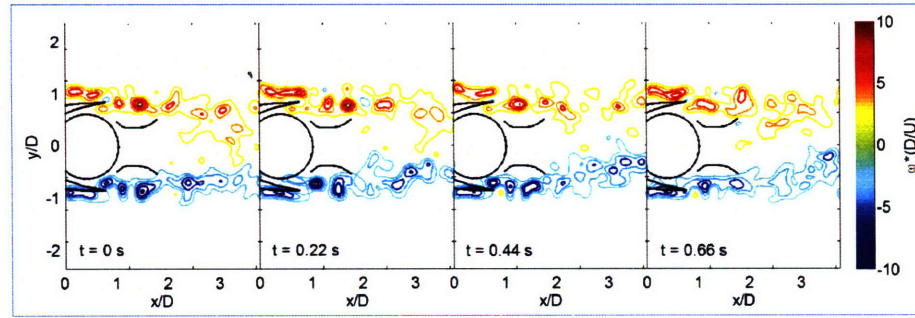 2
1
0
-1
-2
y/D
t = 0 s
t = 0.22 s
t = 0.44 s
t = 0.66 s
0 1 2 3
0 1 2 3
0 1 2 3
0 1 2 3
x/D
x/D
x/D
x/D
10
5
0
-5
-10
ω*(D/U)